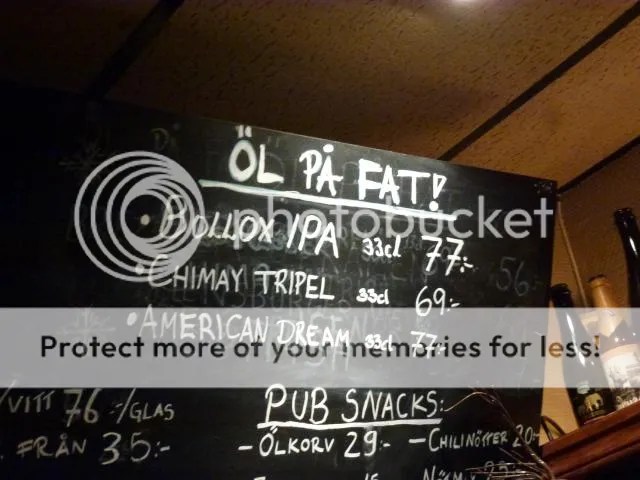 ÖL PÅ FAT!
• BOLLOX IPA 33cl 77:-
• CHIMAY TRIPEL 33cl 69:-
photobucket
• AMERICAN DREAM 33cl 77:-
Protect more of your memories for less!
/VITT 76:-/GLAS
FRÅN 35:-
PUB SNACKS:
- ÖLKORV 29:- - CHILINÖTTER 20:-